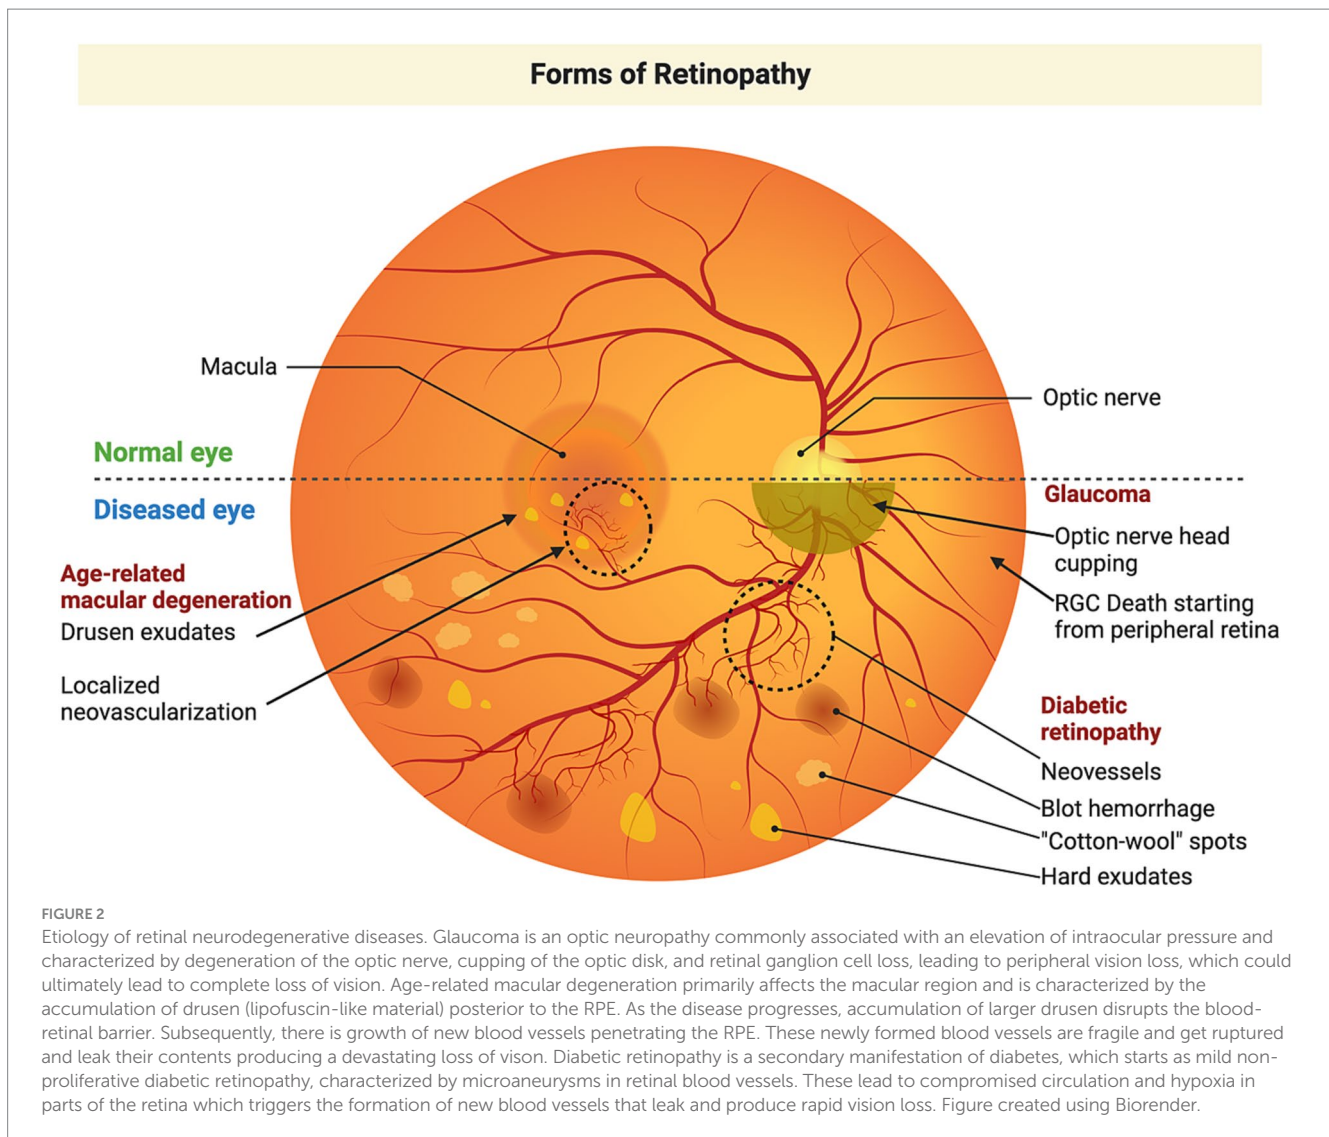 Forms of Retinopathy
Macula
Optic nerve
Normal eye
Diseased eye
Glaucoma
Optic nerve head
cupping
RGC Death starting
from peripheral retina
Age-related
macular degeneration
Drusen exudates
Localized
neovascularization
Diabetic
retinopathy
Neovessels
Blot hemorrhage
"Cotton-wool" spots
Hard exudates
FIGURE 2
Etiology of retinal neurodegenerative diseases. Glaucoma is an optic neuropathy commonly associated with an elevation of intraocular pressure and
characterized by degeneration of the optic nerve, cupping of the optic disk, and retinal ganglion cell loss, leading to peripheral vision loss, which could
ultimately lead to complete loss of vision. Age-related macular degeneration primarily affects the macular region and is characterized by the
accumulation of drusen (lipofuscin-like material) posterior to the RPE. As the disease progresses, accumulation of larger drusen disrupts the blood-
retinal barrier. Subsequently, there is growth of new blood vessels penetrating the RPE. These newly formed blood vessels are fragile and get ruptured
and leak their contents producing a devastating loss of vison. Diabetic retinopathy is a secondary manifestation of diabetes, which starts as mild non-
proliferative diabetic retinopathy, characterized by microaneurysms in retinal blood vessels. These lead to compromised circulation and hypoxia in
parts of the retina which triggers the formation of new blood vessels that leak and produce rapid vision loss. Figure created using Biorender.